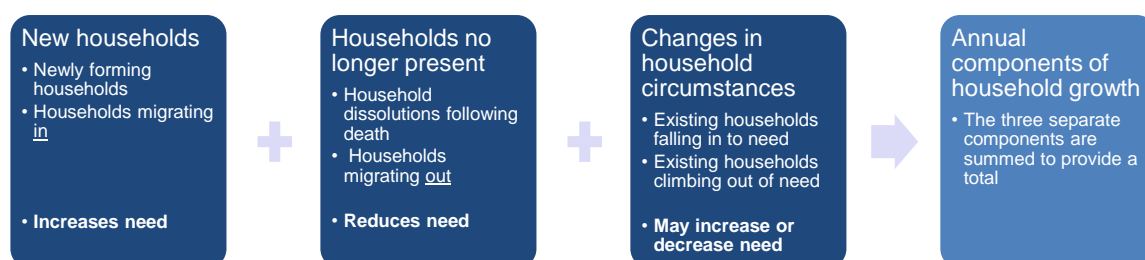 New households
• Newly forming
households
• Households migrating
in
• Increases need
Households no
longer present
• Household
dissolutions following
death
• Households
migrating out
• Reduces need
Changes in
household
circumstances
• Existing households
falling in to need
• Existing households
climbing out of need
• May increase or
decrease need
Annual
components of
household growth
• The three separate
components are
summed to provide a
total